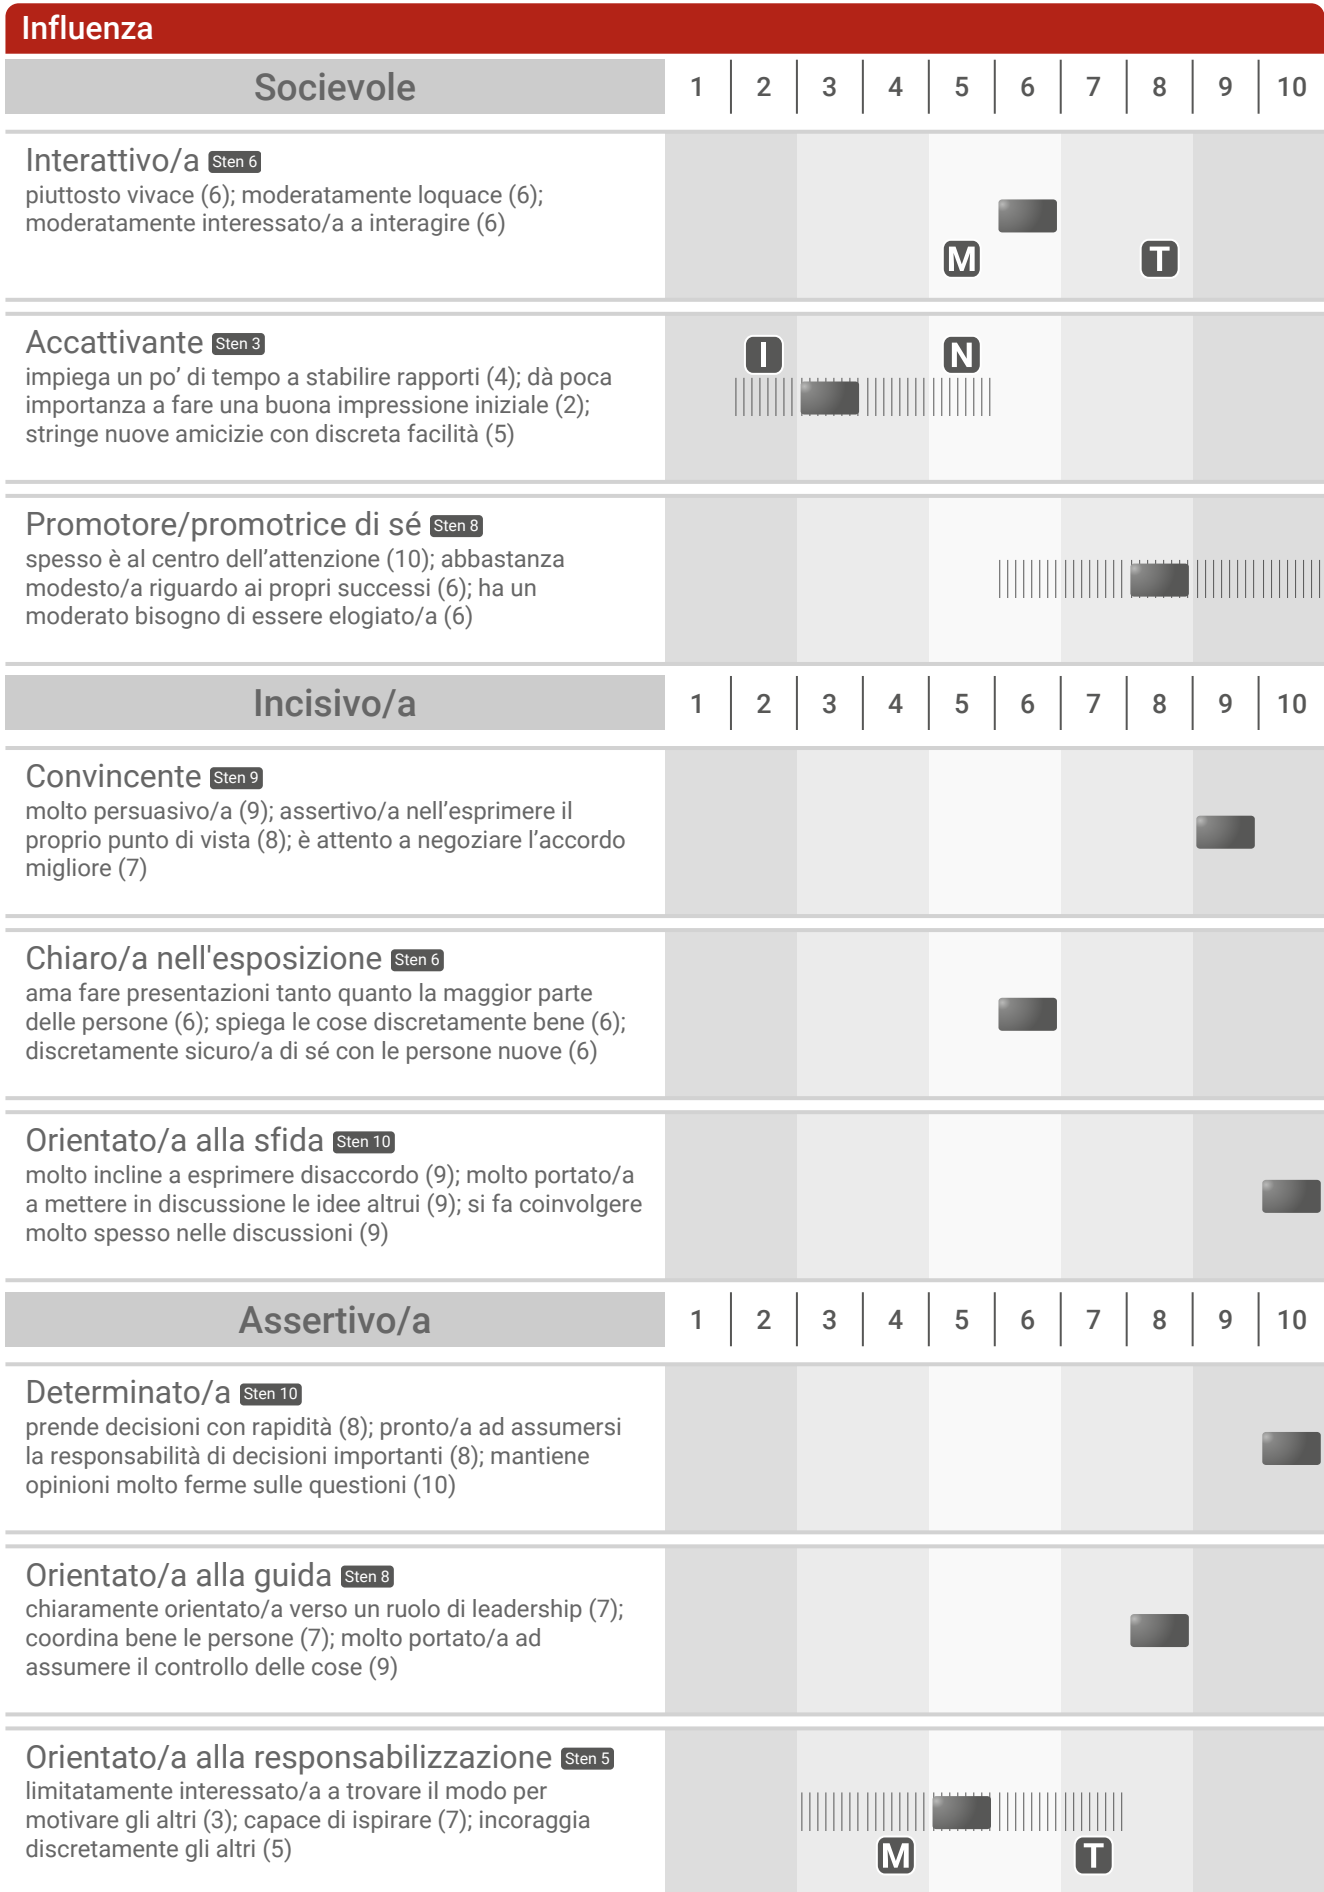 Influenza
Socievole 1 2 3 4 5 6 7 8 9 10
Interattivo/a Sten 6
piuttosto vivace (6); moderatamente loquace (6);
moderatamente interessato/a a interagire (6)
M T
Accattivante Sten 3
I N
impiega un po’ di tempo a stabilire rapporti (4); dà poca
importanza a fare una buona impressione iniziale (2);
stringe nuove amicizie con discreta facilità (5)
Promotore/promotrice di sé Sten 8
spesso è al centro dell’attenzione (10); abbastanza
modesto/a riguardo ai propri successi (6); ha un
moderato bisogno di essere elogiato/a (6)
Incisivo/a 1 2 3 4 5 6 7 8 9 10
Convincente Sten 9
molto persuasivo/a (9); assertivo/a nell’esprimere il
proprio punto di vista (8); è attento a negoziare l’accordo
migliore (7)
Chiaro/a nell'esposizione Sten 6
ama fare presentazioni tanto quanto la maggior parte
delle persone (6); spiega le cose discretamente bene (6);
discretamente sicuro/a di sé con le persone nuove (6)
Orientato/a alla sfida Sten 10
molto incline a esprimere disaccordo (9); molto portato/a
a mettere in discussione le idee altrui (9); si fa coinvolgere
molto spesso nelle discussioni (9)
Assertivo/a 1 2 3 4 5 6 7 8 9 10
Determinato/a Sten 10
prende decisioni con rapidità (8); pronto/a ad assumersi
la responsabilità di decisioni importanti (8); mantiene
opinioni molto ferme sulle questioni (10)
Orientato/a alla guida Sten 8
chiaramente orientato/a verso un ruolo di leadership (7);
coordina bene le persone (7); molto portato/a ad
assumere il controllo delle cose (9)
Orientato/a alla responsabilizzazione Sten 5
limitatamente interessato/a a trovare il modo per
motivare gli altri (3); capace di ispirare (7); incoraggia
discretamente gli altri (5)
M T